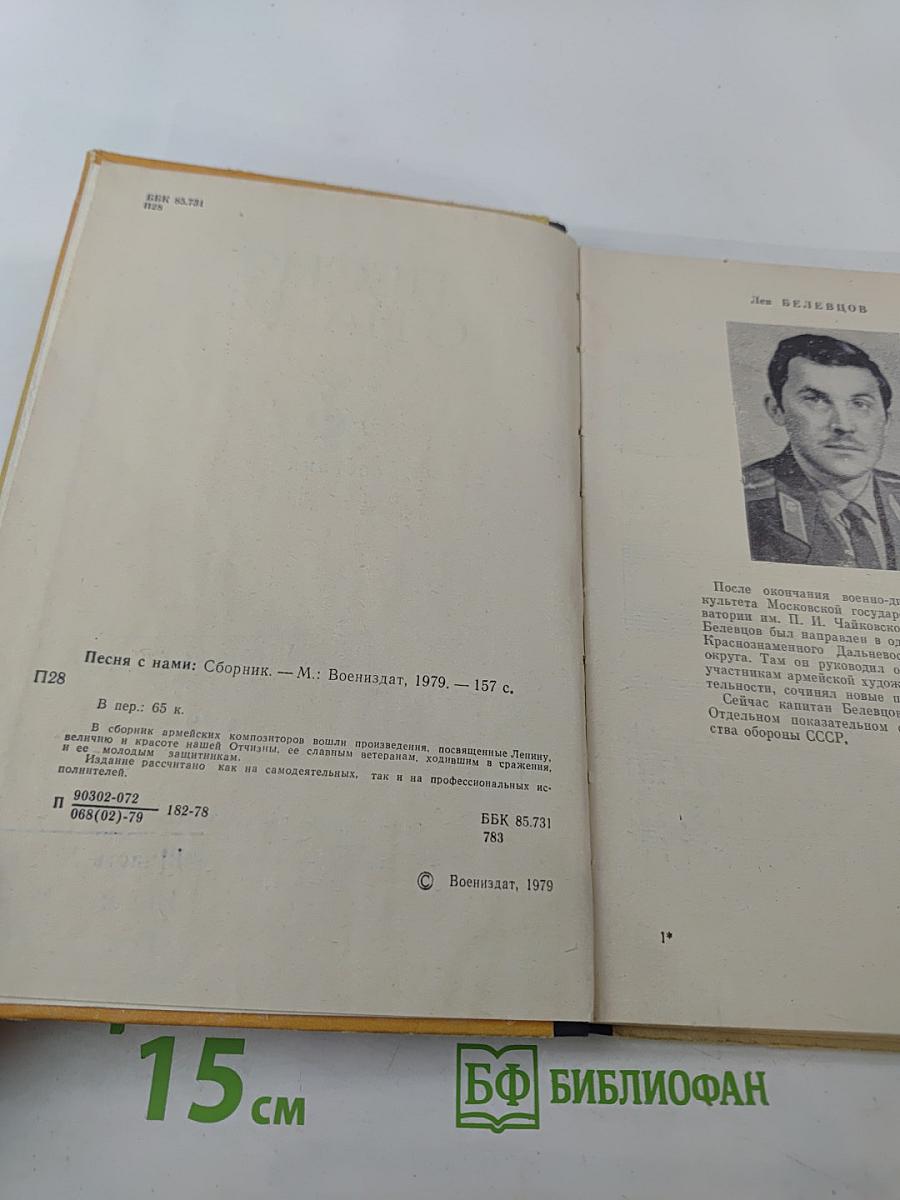 ББК 85.731
П28
Песня с нами: Сборник. — М.: Воениздат, 1979. — 157 с.
П28
В пер.: 65 к.
В сборник армейских композиторов вошли произведения, посвященные Ленину,
величию и красоте нашей Отчизны, ее славным ветеранам, ходившим в сражения,
и ее молодым защитникам.
Издание рассчитано как на самодеятельных, так и на профессиональных ис-
полнителей.
П 90302-072
068(02)-79 182-78
ББК 85.731
783
© Воениздат, 1979
Лев БЕЛЕВЦОВ
После окончания военно-ди
культета Московской государ
ватории им. П. И. Чайковско
Белевцов был направлен в од
Краснознаменного Дальневос
округа. Там он руководил о
участникам армейской худож
тельности, сочинял новые п
Сейчас капитан Белевцов
Отдельном показательном о
ства обороны СССР.
1*
15 см
БФ БИБЛИОФАН